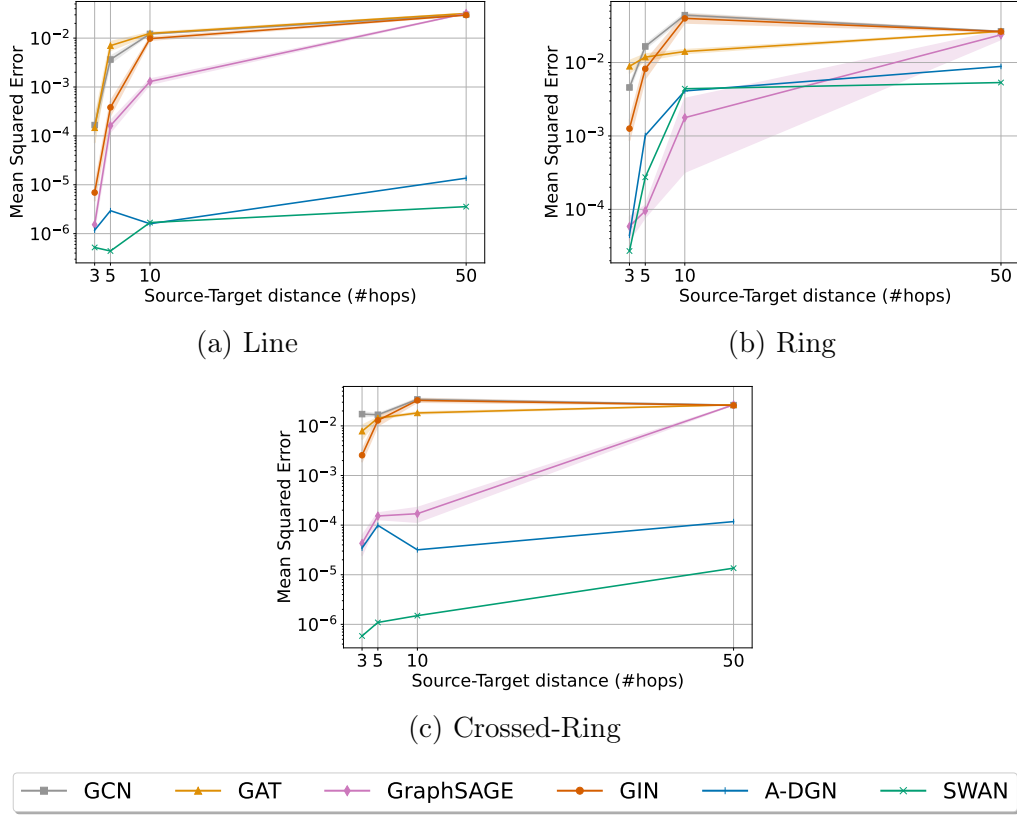 10⁻²
10⁻³
10⁻⁴
10⁻⁵
10⁻⁶
Mean Squared Error
3 5 10 50
Source-Target distance (#hops)
(a) Line
10⁻²
10⁻³
10⁻⁴
Mean Squared Error
3 5 10 50
Source-Target distance (#hops)
(b) Ring
10⁻²
10⁻³
10⁻⁴
10⁻⁵
10⁻⁶
Mean Squared Error
3 5 10 50
Source-Target distance (#hops)
(c) Crossed-Ring
GCN GAT GraphSAGE GIN A-DGN SWAN